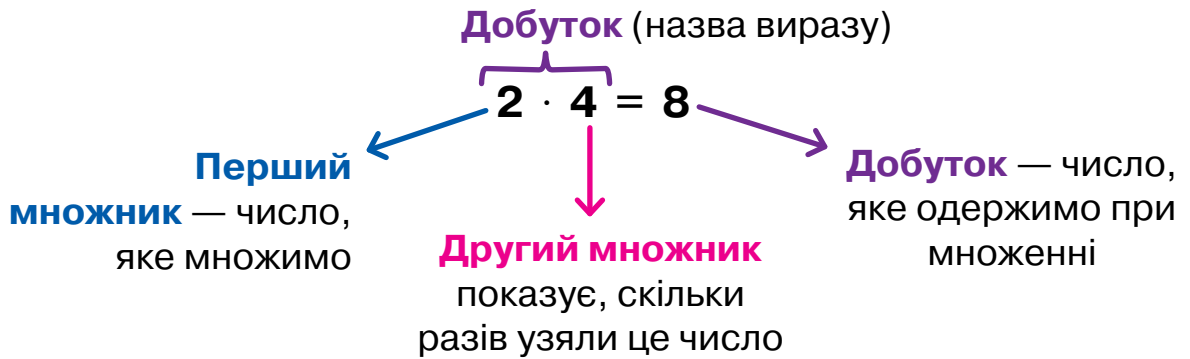 Добуток (назва виразу)
2 · 4 = 8
Перший
множник — число,
яке множимо
Другий множник
показує, скільки
разів узяли це число
Добуток — число,
яке одержимо при
множенні